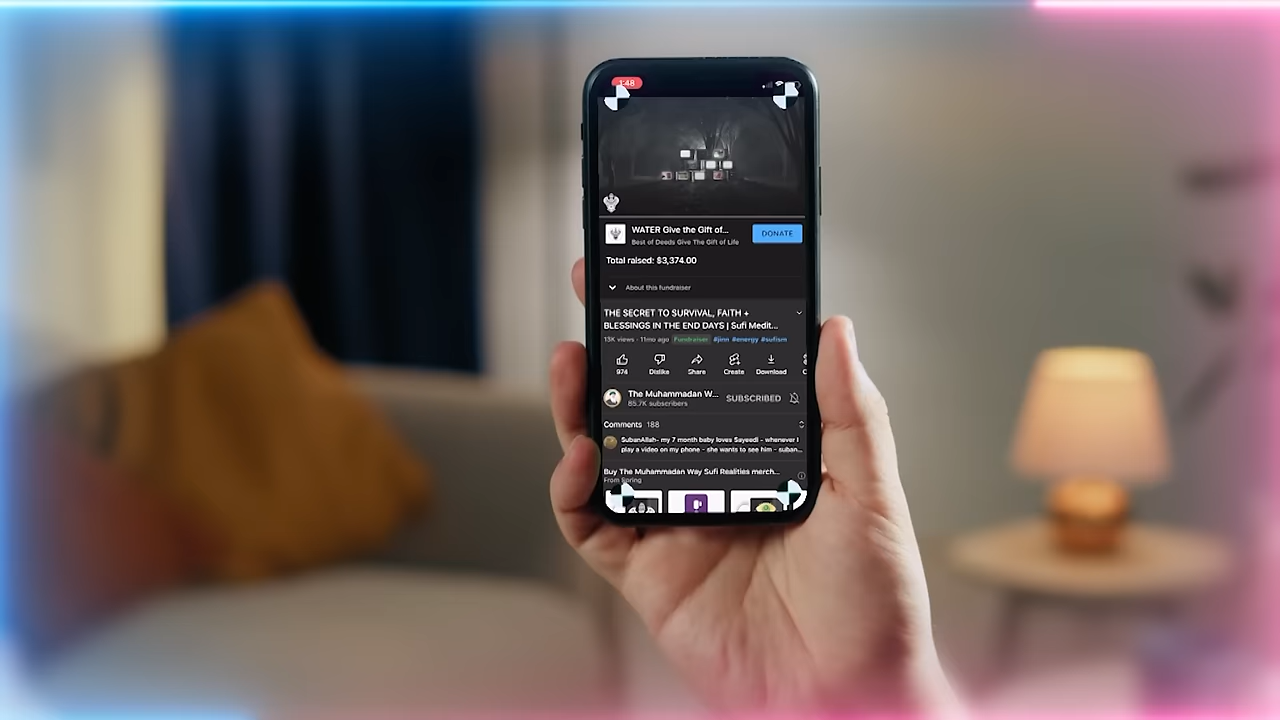 1:48
WATER Give the Gift of...
Best of Deeds Give The Gift of Life
DONATE
Total raised: $3,374.00
About this fundraiser
THE SECRET TO SURVIVAL, FAITH +
BLESSINGS IN THE END DAYS | Sufi Medit...
13K views · 11mo ago Fundraiser #jinn #energy #sufism
974 Dislike Share Create Download
The Muhammadan W...
85.7K subscribers
SUBSCRIBED
Comments 188
SubanAllah- my 7 month baby loves Sayeedi - whenever I
play a video on my phone - she wants to see him - suban...
Buy The Muhammadan Way Sufi Realities merch...
From Spring